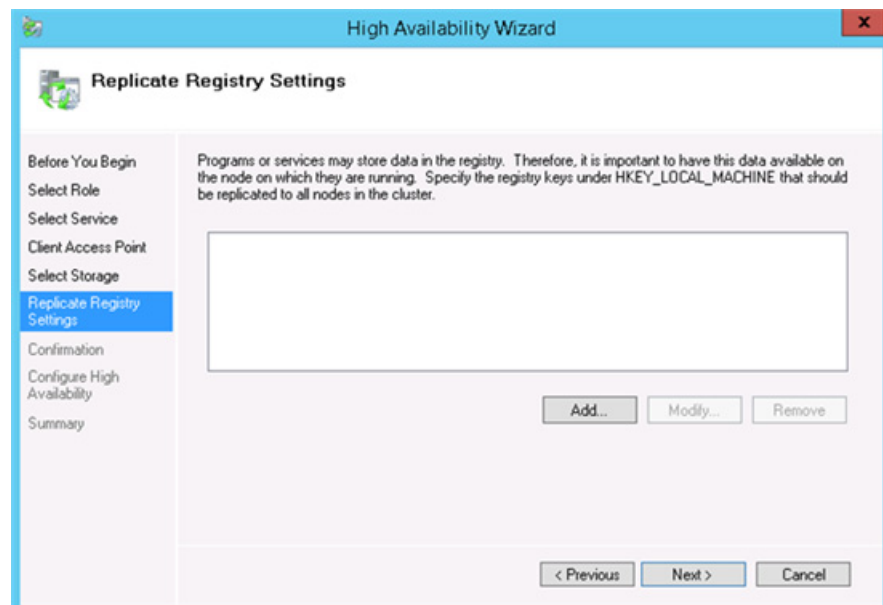 High Availability Wizard
x
Replicate Registry Settings
Before You Begin
Select Role
Select Service
Client Access Point
Select Storage
Replicate Registry
Settings
Confirmation
Configure High
Availability
Summary
Programs or services may store data in the registry. Therefore, it is important to have this data available on
the node on which they are running. Specify the registry keys under HKEY_LOCAL_MACHINE that should
be replicated to all nodes in the cluster.
Add... Modify... Remove
< Previous Next > Cancel